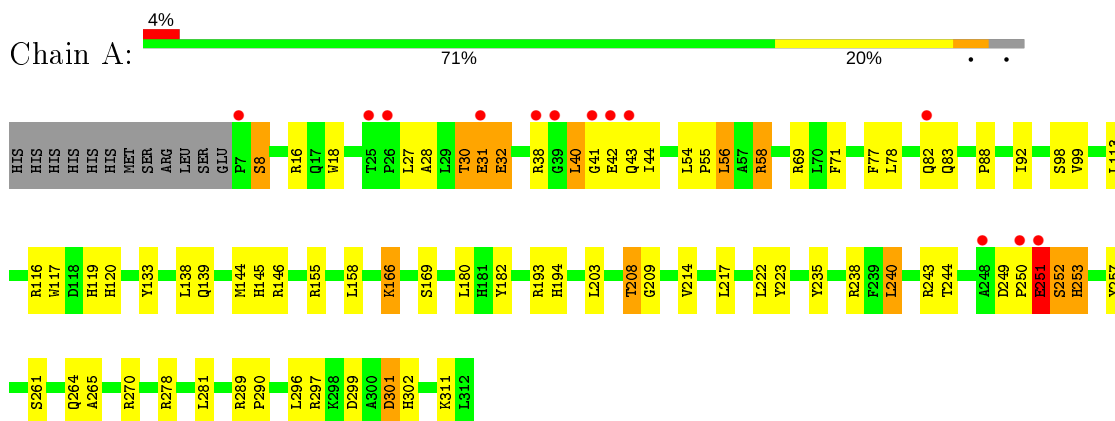 4%
Chain A:
71% 20% • •
HIS HIS HIS HIS HIS HIS MET SER ARG LEU SER GLU P7 S8 R16 Q17 W18 T25 P26 L27 A28 L29 T30 E31 E32 R38 G39 L40 G41 E42 Q43 I44 L54 P55 L56 A57 R58 R69 L70 F71 F77 L78 Q82 Q83 P88 I92 S98 V99 L113
R116 W117 D118 H119 H120 Y133 L138 Q139 M144 H145 R146 R155 L158 K166 S169 L180 H181 Y182 R193 H194 L203 T208 G209 V214 L217 L222 Y223 Y235 R238 F239 L240 R243 T244 A248 D249 P250 E251 S252 H253 Y257
S261 Q264 A265 R270 R278 L281 R289 P290 L296 R297 K298 D299 A300 D301 H302 K311 L312